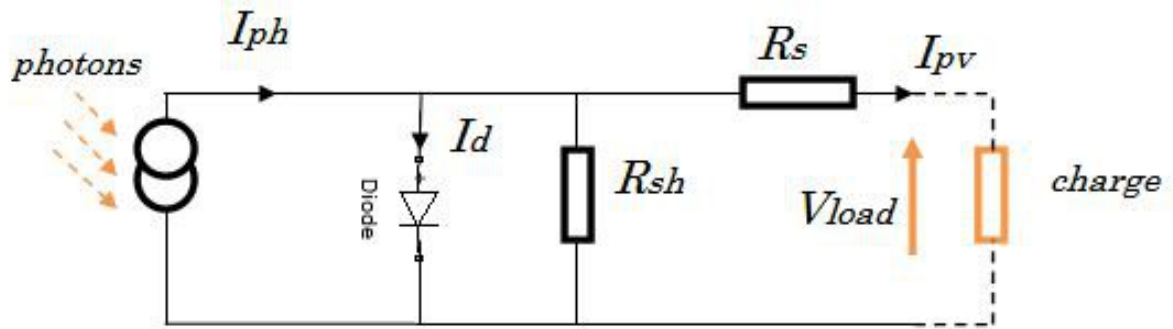 photons
Iph
Id
Diode
Rsh
Rs
Ipv
Vload
charge